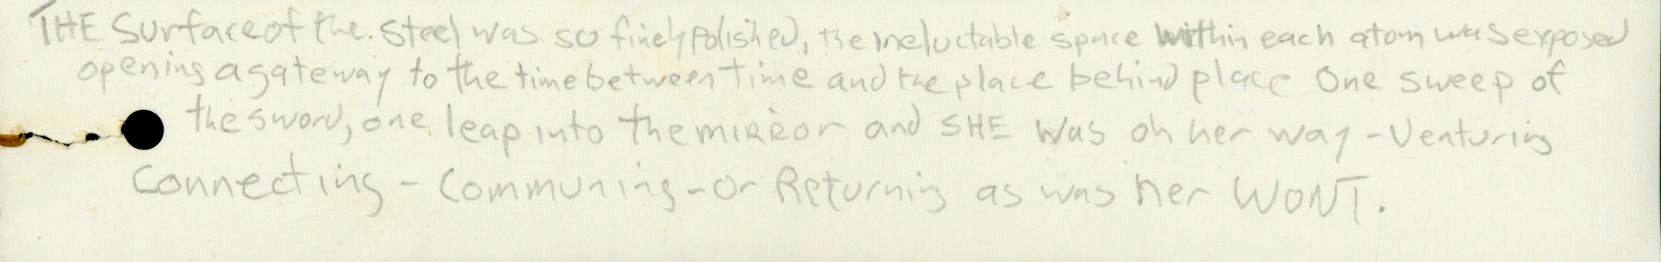 THE Surface of the. Steel was so finely polished, the ineluctable space within each atom was exposed
opening a gateway to the time between time and the place behind place One sweep of
the sword, one leap into the mirror and SHE was on her way - Venturing
Connecting - Communing - or Returning as was her WONT.